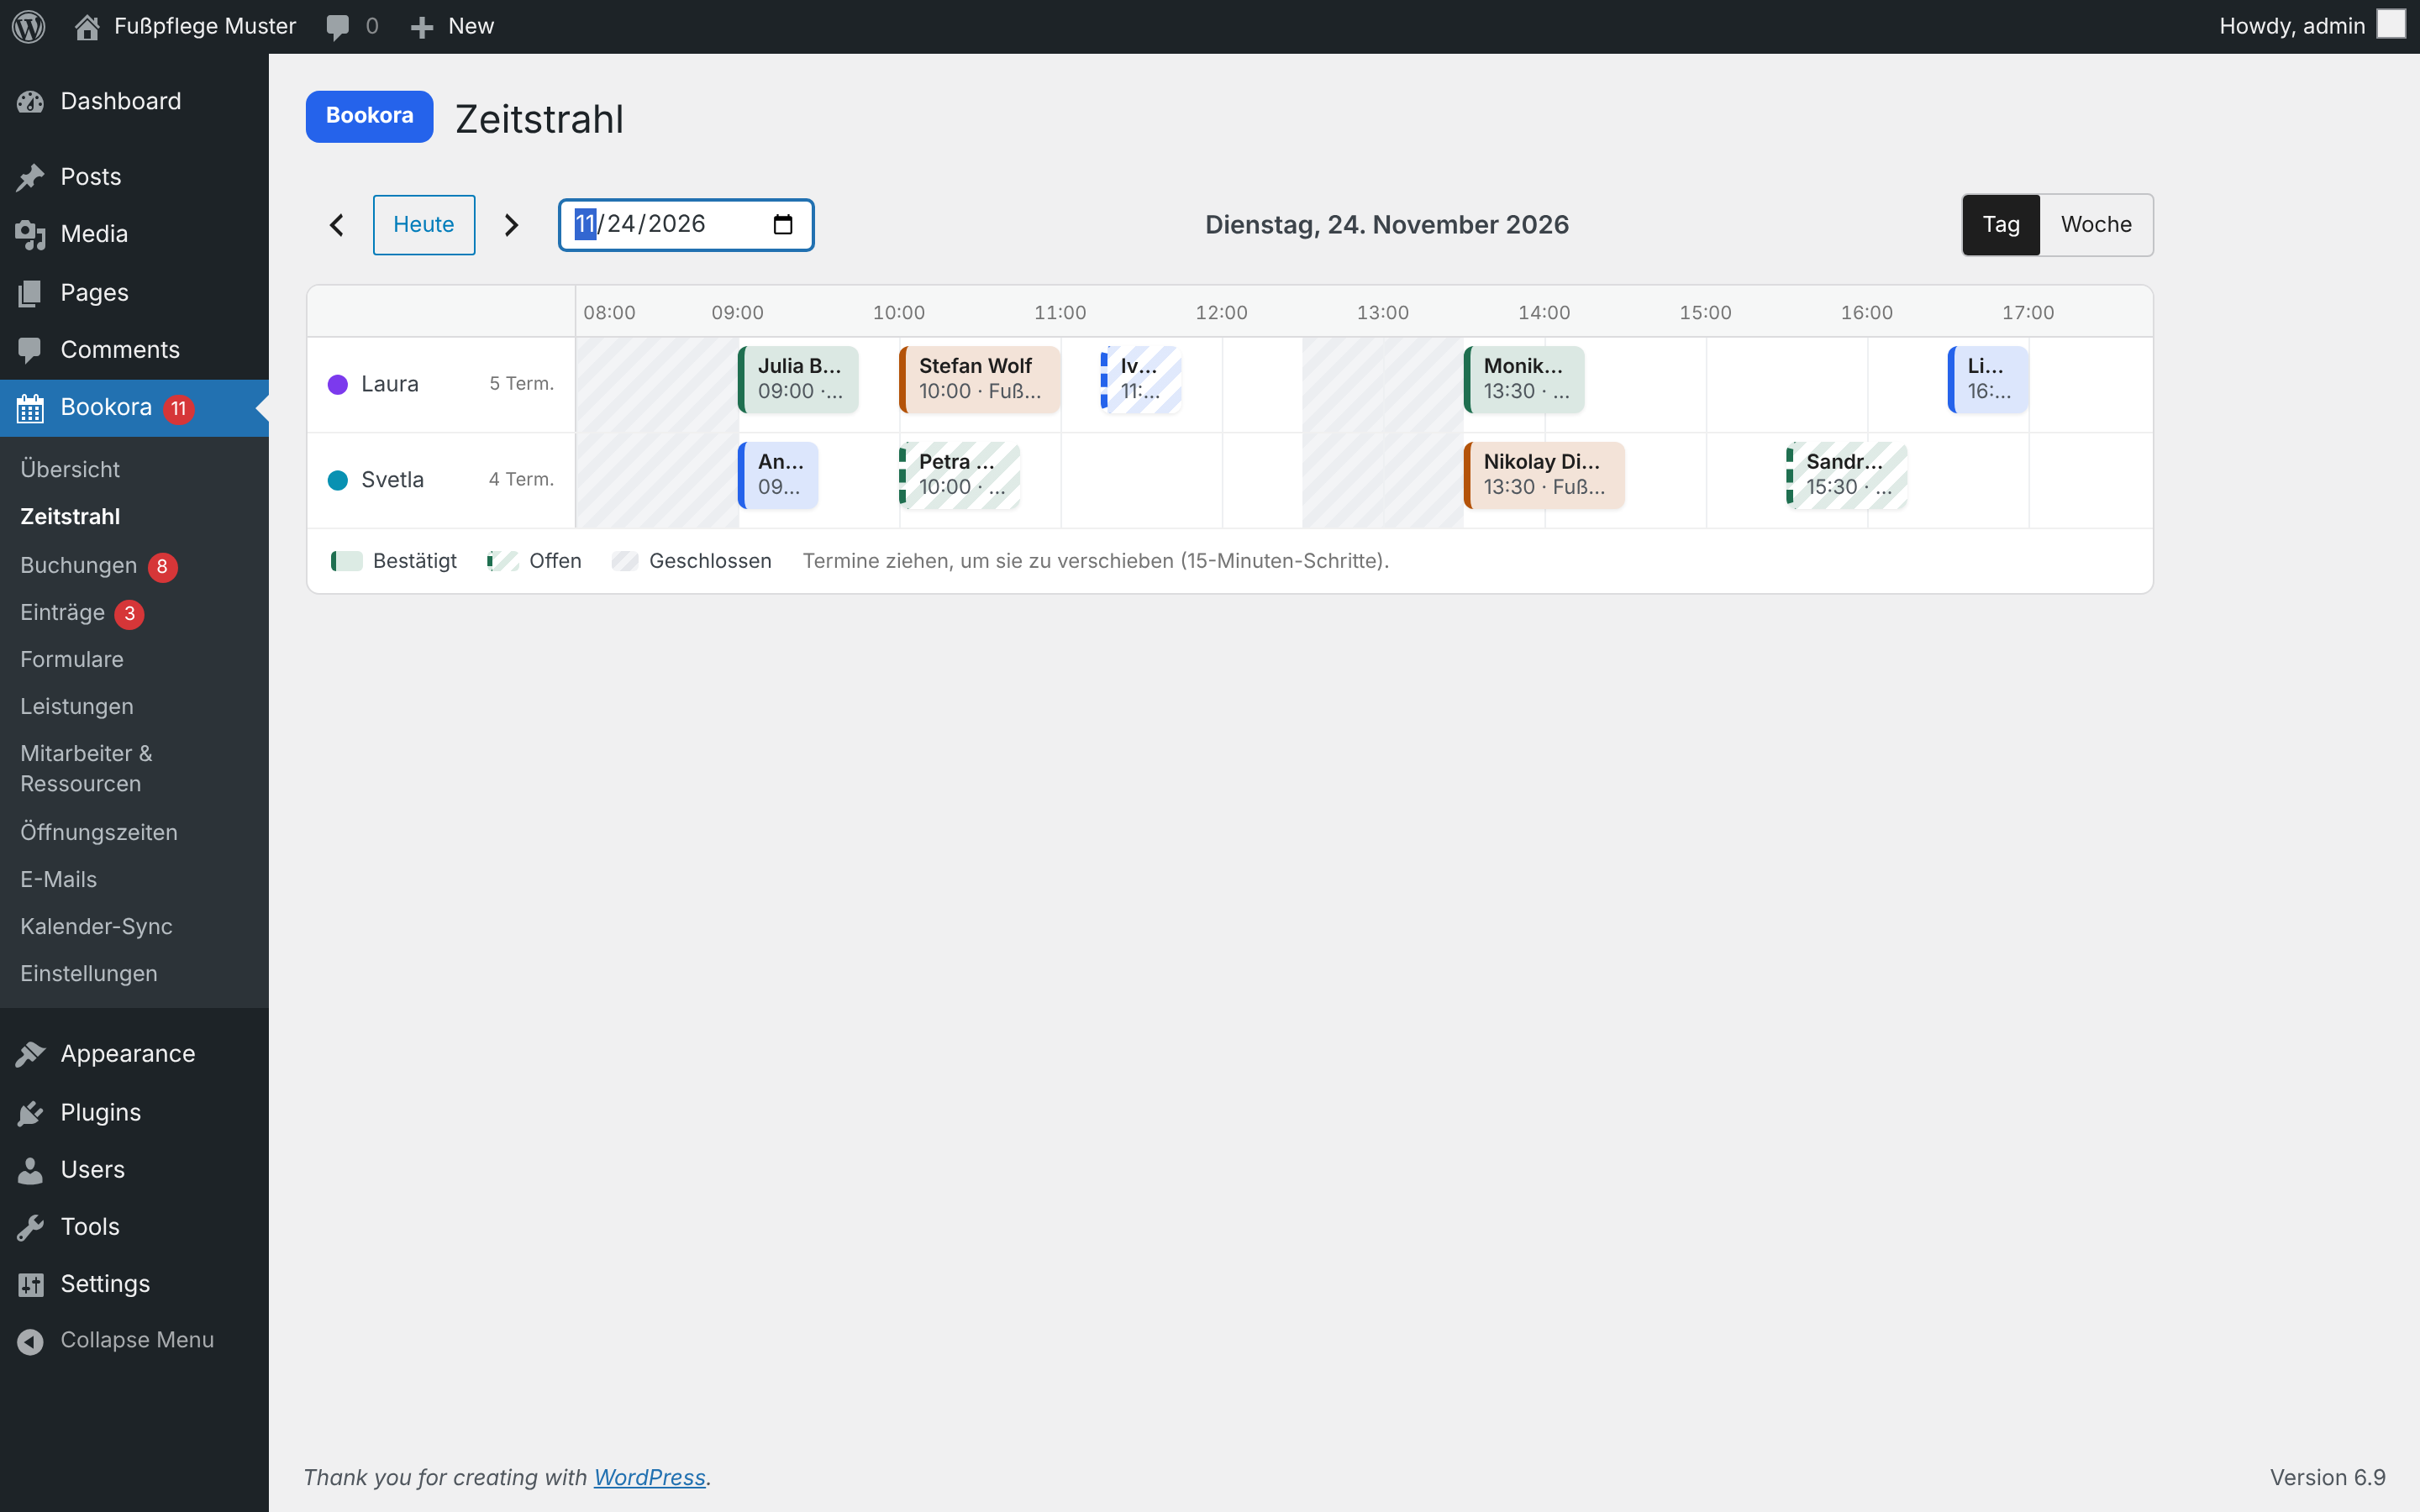 Fußpflege Muster
0
New
Howdy, admin
Dashboard
Posts
Media
Pages
Comments
Bookora 11
Übersicht
Zeitstrahl
Buchungen 8
Einträge 3
Formulare
Leistungen
Mitarbeiter &
Ressourcen
Öffnungszeiten
E-Mails
Kalender-Sync
Einstellungen
Appearance
Plugins
Users
Tools
Settings
Collapse Menu
Bookora Zeitstrahl
Heute
11/24/2026
Dienstag, 24. November 2026
Tag Woche
08:00 09:00 10:00 11:00 12:00 13:00 14:00 15:00 16:00 17:00
Laura 5 Term.
Julia B...
09:00 ·...
Stefan Wolf
10:00 · Fuß...
Iv...
11:...
Monik...
13:30 · ...
Li...
16:...
Svetla 4 Term.
An...
09...
Petra ...
10:00 · ...
Nikolay Di...
13:30 · Fuß...
Sandr...
15:30 · ...
Bestätigt Offen Geschlossen Termine ziehen, um sie zu verschieben (15-Minuten-Schritte).
Thank you for creating with WordPress.
Version 6.9